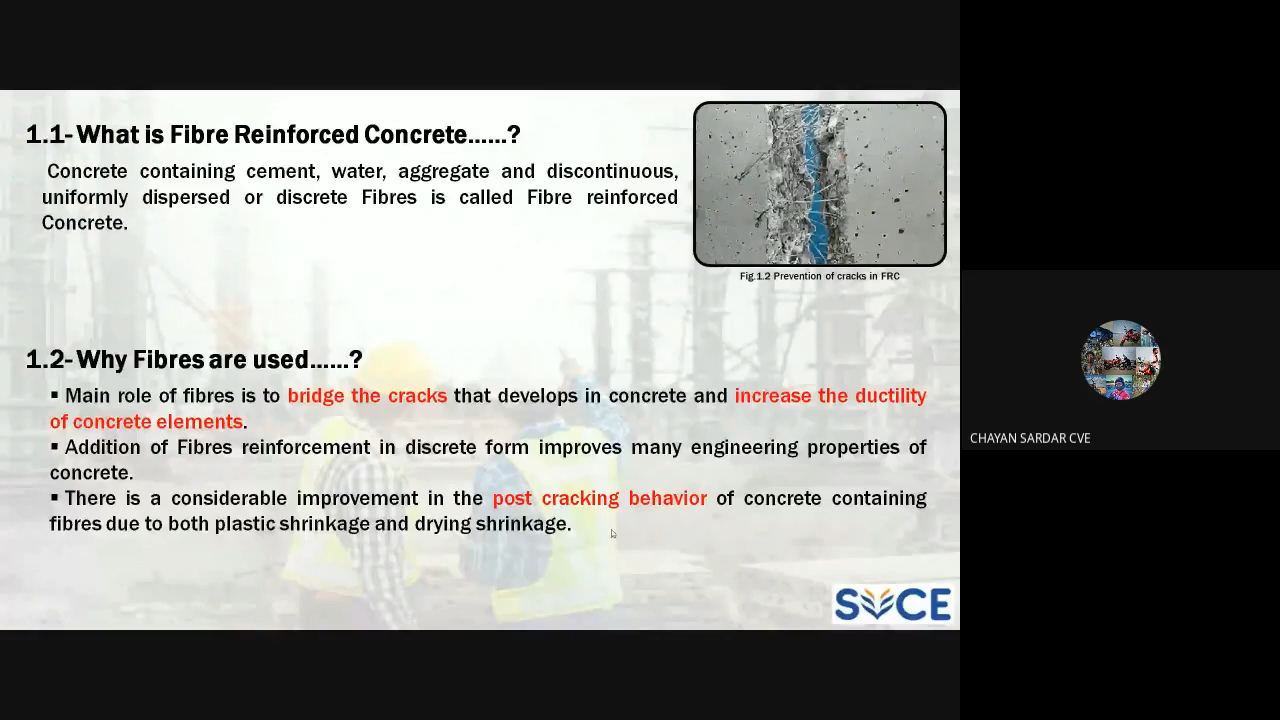 1.1- What is Fibre Reinforced Concrete......?
Concrete containing cement, water, aggregate and discontinuous,
uniformly dispersed or discrete Fibres is called Fibre reinforced
Concrete.
Fig.1.2 Prevention of cracks in FRC
1.2- Why Fibres are used......?
▪ Main role of fibres is to bridge the cracks that develops in concrete and increase the ductility
of concrete elements.
▪ Addition of Fibres reinforcement in discrete form improves many engineering properties of
concrete.
▪ There is a considerable improvement in the post cracking behavior of concrete containing
fibres due to both plastic shrinkage and drying shrinkage.
SVCE
CHAYAN SARDAR CVE